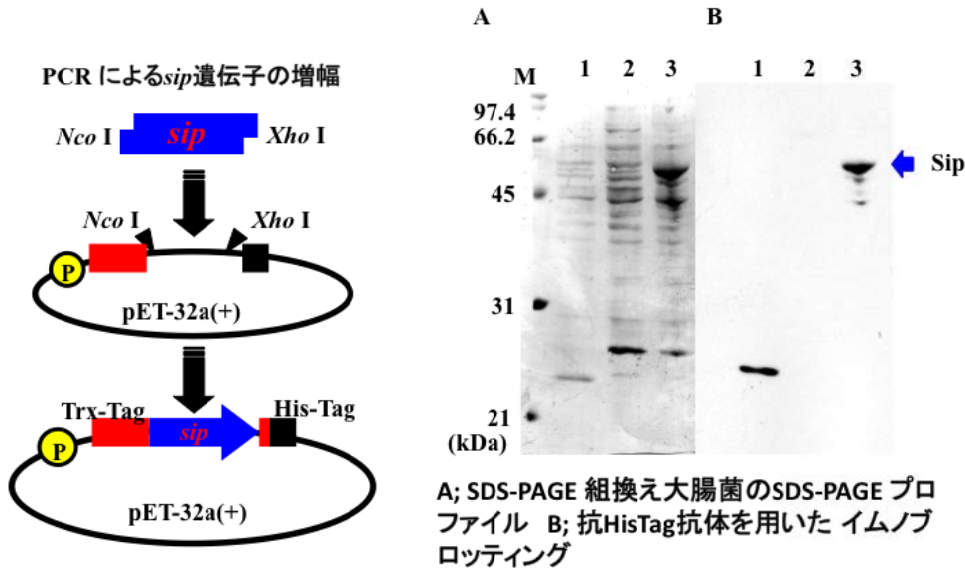 PCR によるsip遺伝子の増幅
Nco I
sip
Xho I
Nco I
Xho I
P
pET-32a(+)
Trx-Tag
His-Tag
sip
P
pET-32a(+)
A
B
M
1
2
3
1
2
3
97.4
66.2
45
31
21
(kDa)
Sip
A; SDS-PAGE 組換え大腸菌のSDS-PAGE プロ
ファイル B; 抗HisTag抗体を用いた イムノブ
ロッティング